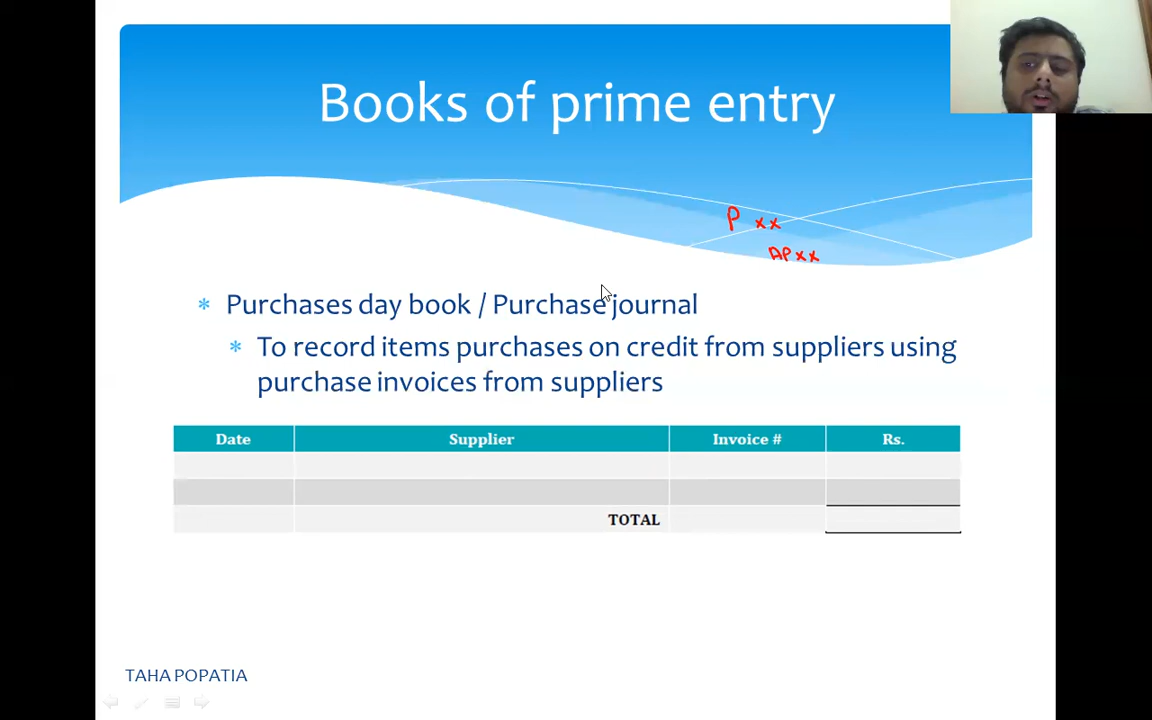 Books of prime entry
P xx
AP xx
Purchases day book / Purchase journal
To record items purchases on credit from suppliers using
purchase invoices from suppliers
Date Supplier Invoice # Rs.
TOTAL
TAHA POPATIA